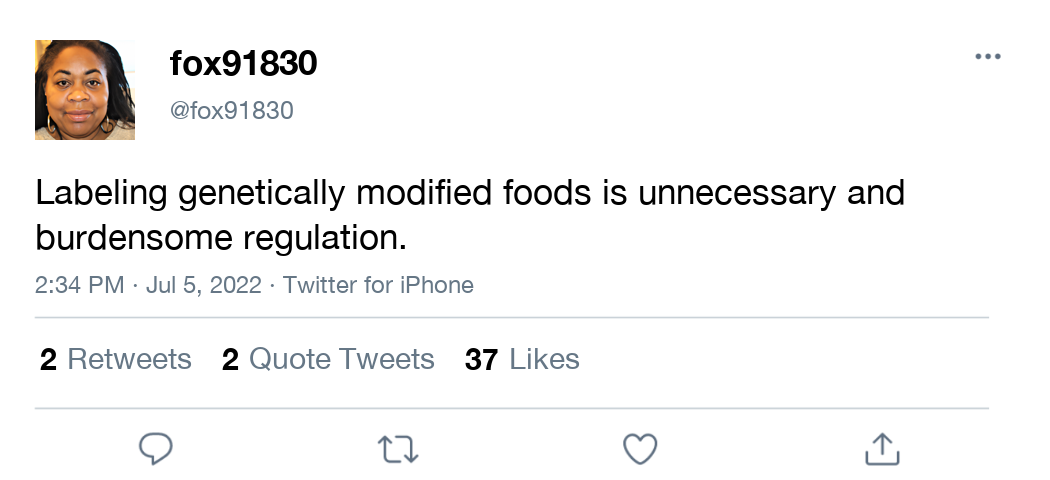 fox91830
@fox91830
Labeling genetically modified foods is unnecessary and
burdensome regulation.
2:34 PM · Jul 5, 2022 · Twitter for iPhone
2 Retweets 2 Quote Tweets 37 Likes